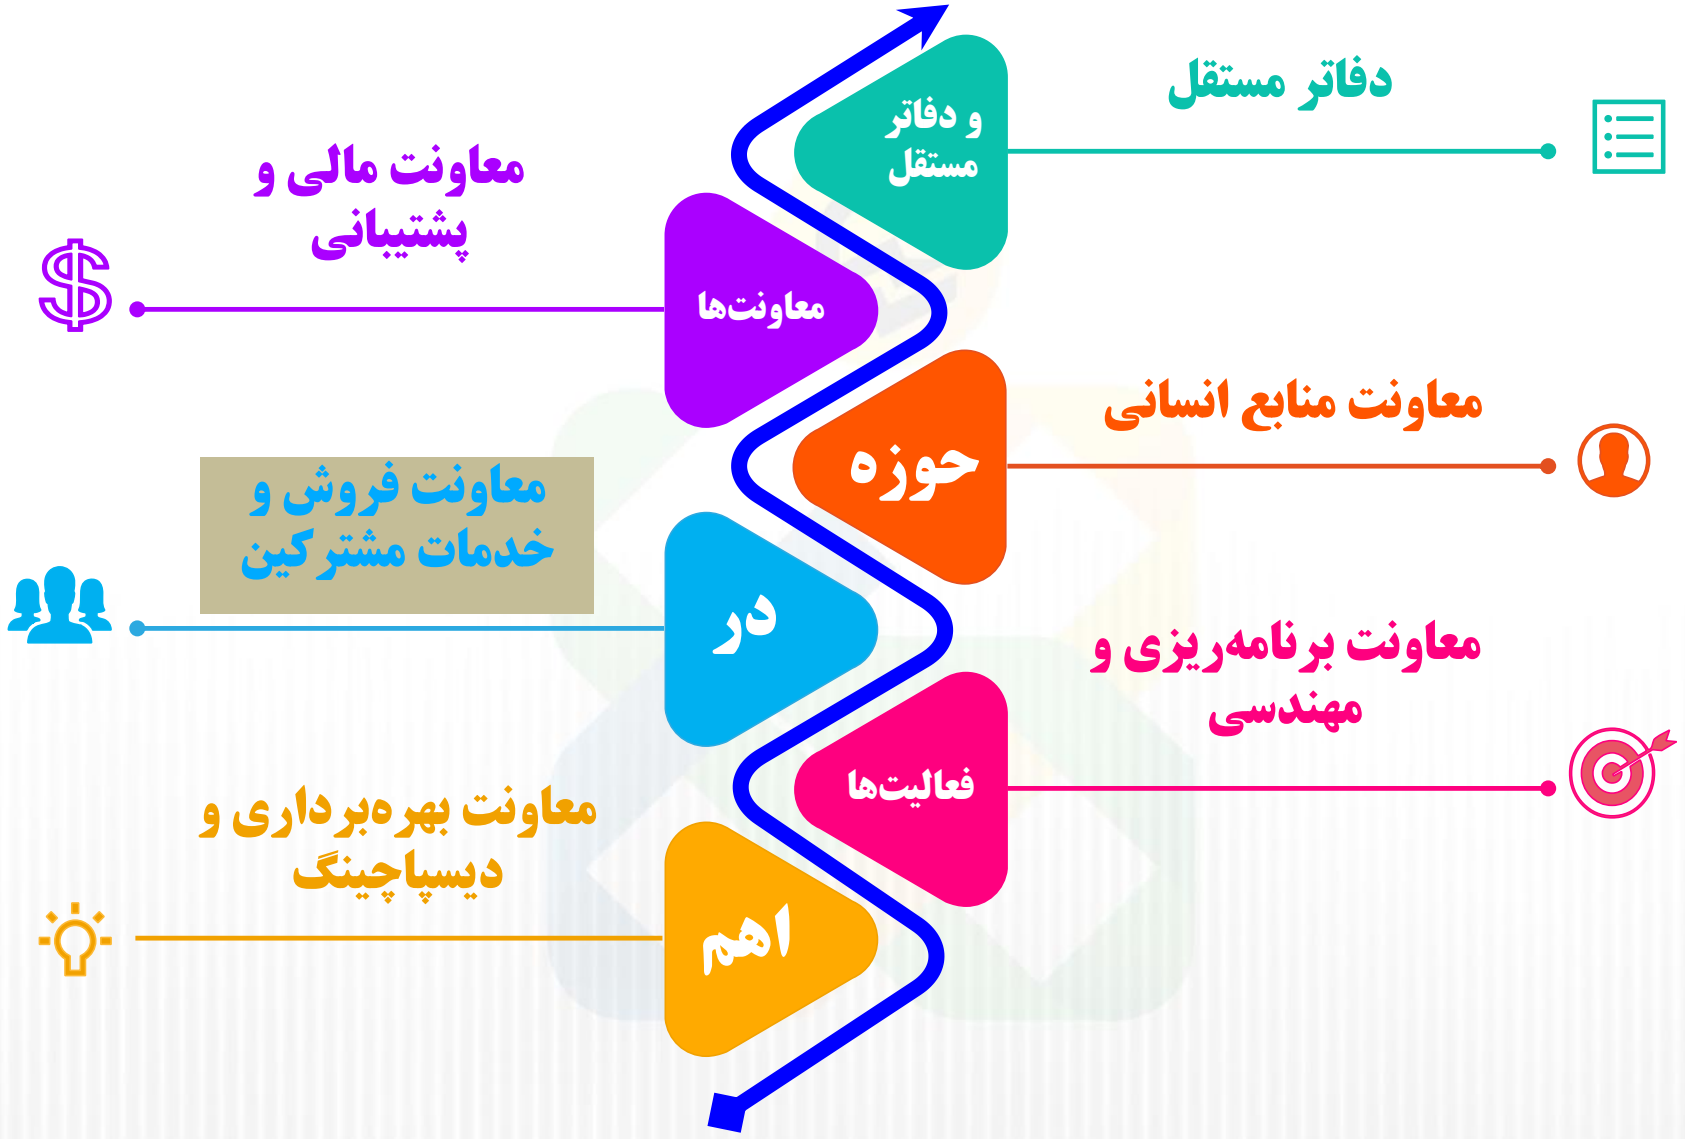 دفاتر مستقل
و دفاتر
مستقل
معاونت مالی و
پشتیبانی
معاونت‌ها
معاونت منابع انسانی
حوزه
معاونت فروش و
خدمات مشترکین
در
معاونت برنامه‌ریزی و
مهندسی
فعالیت‌ها
معاونت بهره‌برداری و
دیسپاچینگ
اهم